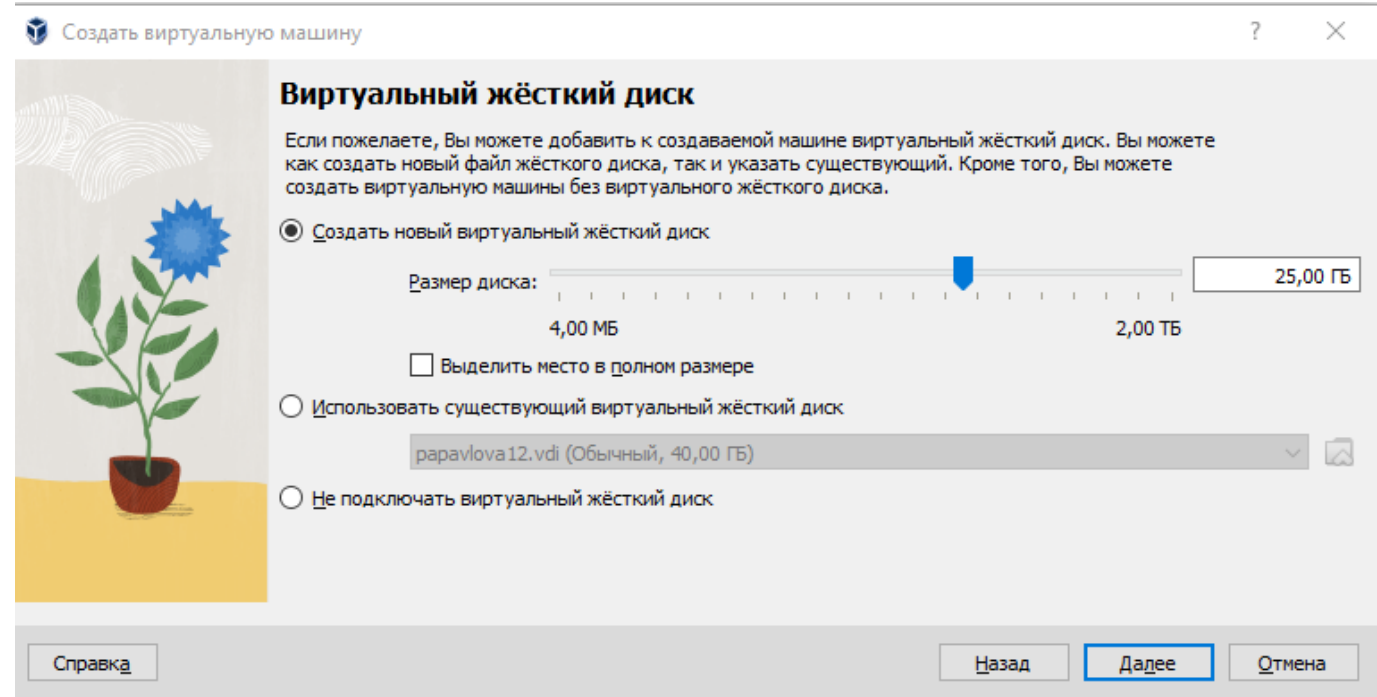 Создать виртуальную машину
?
Виртуальный жёсткий диск
Если пожелаете, Вы можете добавить к создаваемой машине виртуальный жёсткий диск. Вы можете
как создать новый файл жёсткого диска, так и указать существующий. Кроме того, Вы можете
создать виртуальную машины без виртуального жёсткого диска.
Создать новый виртуальный жёсткий диск
Размер диска:
25,00 ГБ
4,00 МБ
2,00 ТБ
Выделить место в полном размере
Использовать существующий виртуальный жёсткий диск
papavlova12.vdi (Обычный, 40,00 ГБ)
Не подключать виртуальный жёсткий диск
Справка
Назад
Далее
Отмена